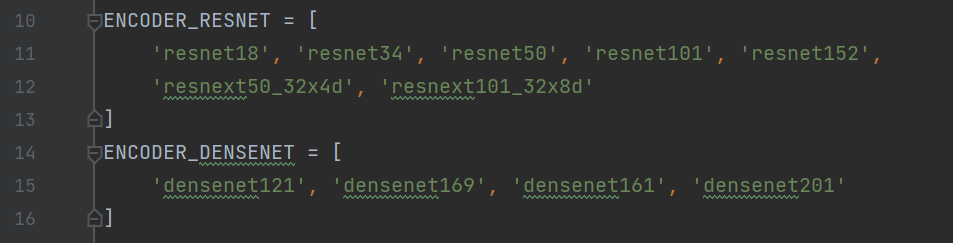 10 ENCODER_RESNET = [
11 'resnet18', 'resnet34', 'resnet50', 'resnet101', 'resnet152',
12 'resnext50_32x4d', 'resnext101_32x8d'
13 ]
14 ENCODER_DENSENET = [
15 'densenet121', 'densenet169', 'densenet161', 'densenet201'
16 ]